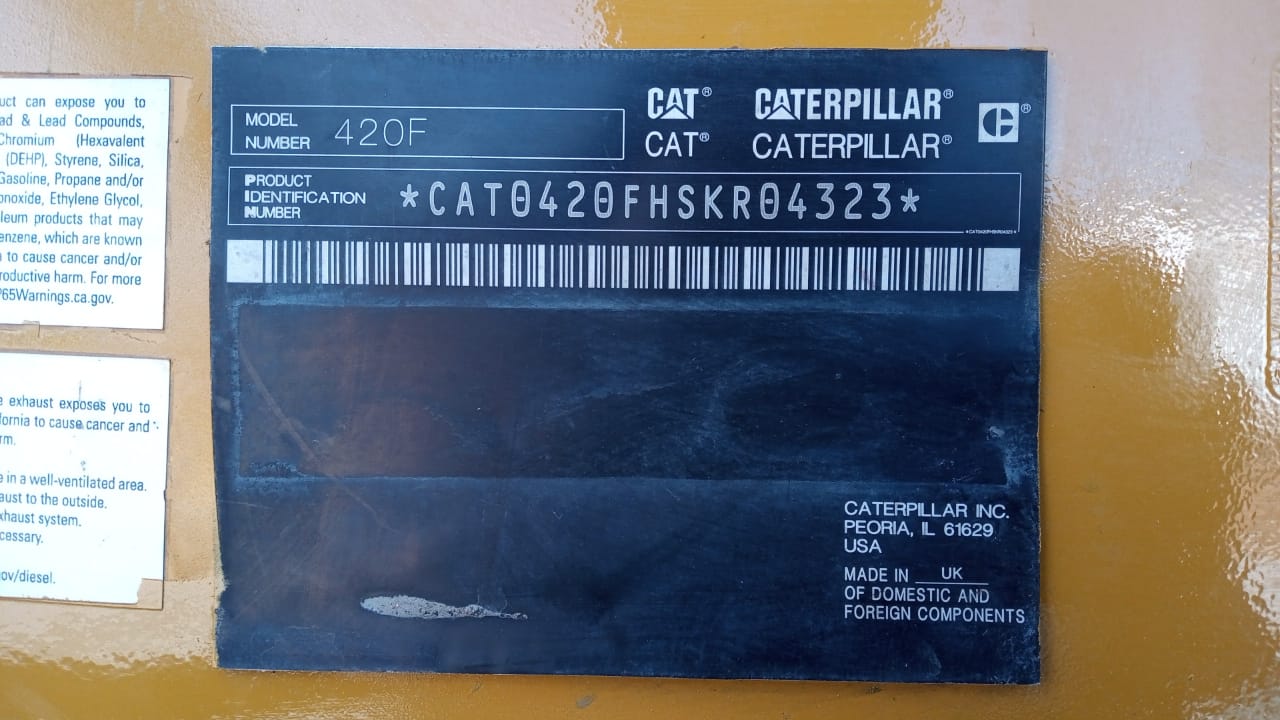 uct can expose you to
ad & Lead Compounds,
Chromium (Hexavalent
(DEHP), Styrene, Silica,
Gasoline, Propane and/or
onoxide, Ethylene Glycol,
leum products that may
enzene, which are known
to cause cancer and/or
roductive harm. For more
P65Warnings.ca.gov.
e exhaust exposes you to
fornia to cause cancer and
rm.
e in a well-ventilated area.
aust to the outside.
xhaust system.
cessary.
ov/diesel.
MODEL
NUMBER 420F
CAT® CATERPILLAR® ®
CAT® CATERPILLAR®
PRODUCT
IDENTIFICATION
NUMBER
*CAT0420FHSKR04323*
*CAT0420FHSKR04323*
CATERPILLAR INC.
PEORIA, IL 61629
USA
MADE IN UK
OF DOMESTIC AND
FOREIGN COMPONENTS